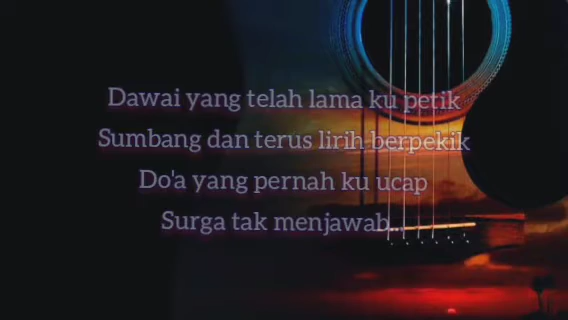 Dawai yang telah lama ku petik
Sumbang dan terus lirih berpekik
Do'a yang pernah ku ucap
Surga tak menjawab...